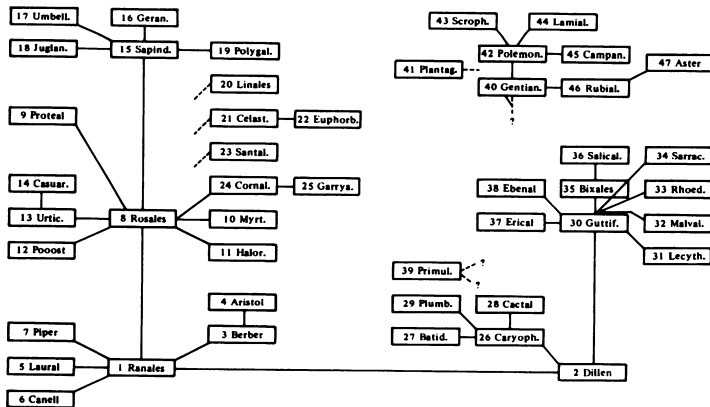 17 Umbell.
16 Geran.
18 Juglan.
15 Sapind.
19 Polygal.
20 Linales
9 Proteal
21 Celast.
22 Euphorb.
23 Santal.
14 Casuar.
24 Cornal.
25 Garrya.
13 Urtic.
8 Rosales
10 Myrt.
12 Pooost
11 Halor.
4 Aristol
7 Piper
3 Berber
5 Laural
1 Ranales
6 Canell
43 Scroph.
44 Lamial.
42 Polemon.
45 Campan.
47 Aster
41 Plantag.
40 Gentian.
46 Rubial.
?
36 Salical.
34 Sarrac.
38 Ebenal
35 Bixales
33 Rhoed.
37 Erical
30 Guttif.
32 Malval.
31 Lecyth.
39 Primul.
?
?
29 Plumb.
28 Cactal
27 Batid.
26 Caryoph.
2 Dillen